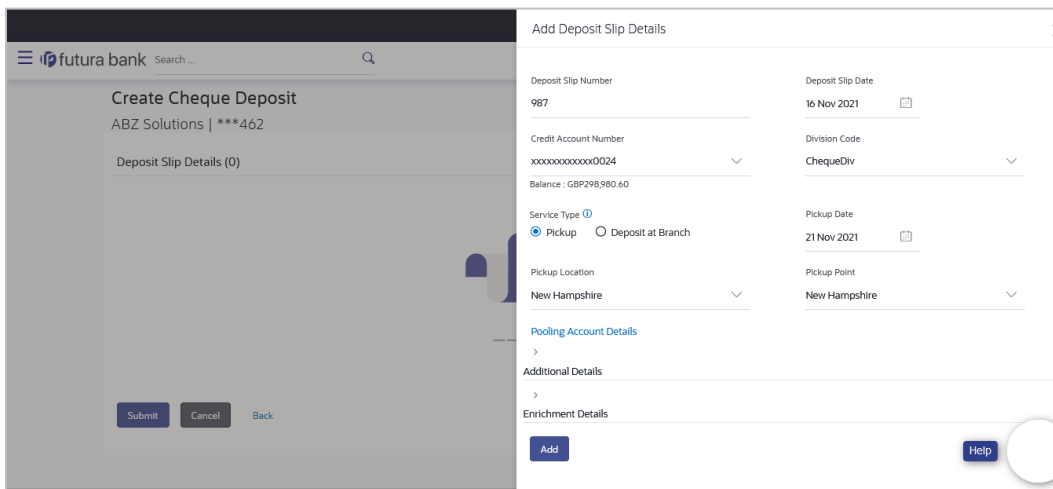 futura bank Search ...
Create Cheque Deposit
ABZ Solutions | ***462
Deposit Slip Details (0)
Submit Cancel Back
Add Deposit Slip Details
Deposit Slip Number Deposit Slip Date
987 16 Nov 2021
Credit Account Number Division Code
xxxxxxxxxxxx0024 ChequeDiv
Balance : GBP298,980.60
Service Type Pickup Date
Pickup Deposit at Branch 21 Nov 2021
Pickup Location Pickup Point
New Hampshire New Hampshire
Pooling Account Details
Additional Details
Enrichment Details
Add Help